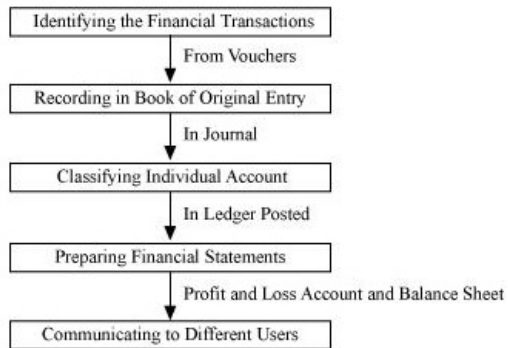 Identifying the Financial Transactions
From Vouchers
Recording in Book of Original Entry
In Journal
Classifying Individual Account
In Ledger Posted
Preparing Financial Statements
Profit and Loss Account and Balance Sheet
Communicating to Different Users